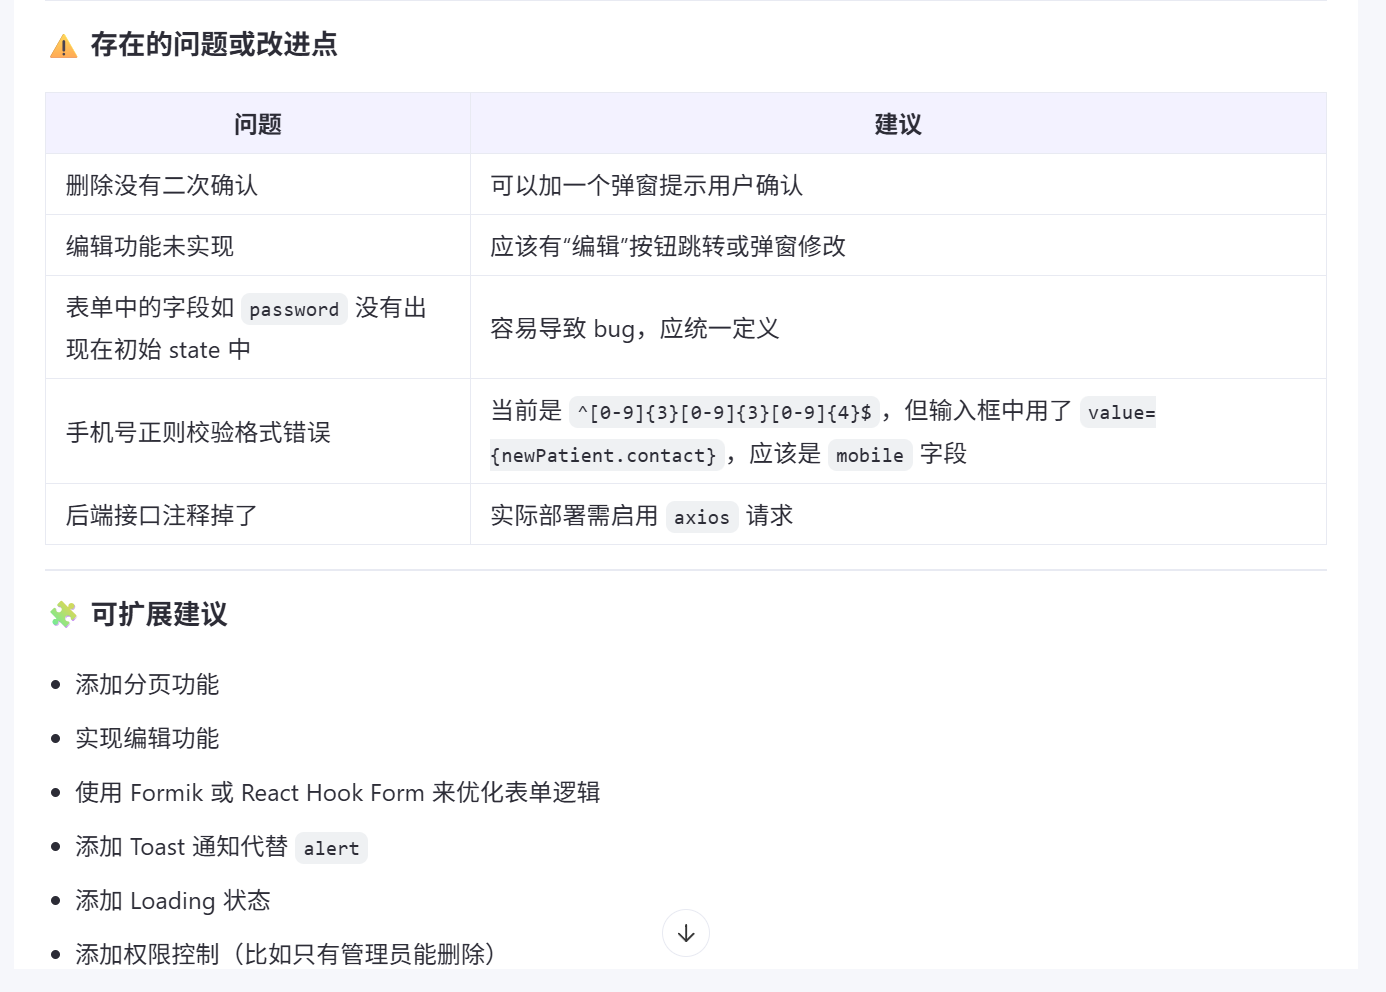 ⚠️ 存在的问题或改进点
问题 建议
删除没有二次确认 可以加一个弹窗提示用户确认
编辑功能未实现 应该有“编辑”按钮跳转或弹窗修改
表单中的字段如 password 没有出
现在初始 state 中
容易导致 bug，应统一定义
手机号正则校验格式错误
当前是 ^[0-9]{3}[0-9]{3}[0-9]{4}$，但输入框中用了 value=
{newPatient.contact}，应该是 mobile 字段
后端接口注释掉了 实际部署需启用 axios 请求
🧩 可扩展建议
• 添加分页功能
• 实现编辑功能
• 使用 Formik 或 React Hook Form 来优化表单逻辑
• 添加 Toast 通知代替 alert
• 添加 Loading 状态
• 添加权限控制（比如只有管理员能删除）